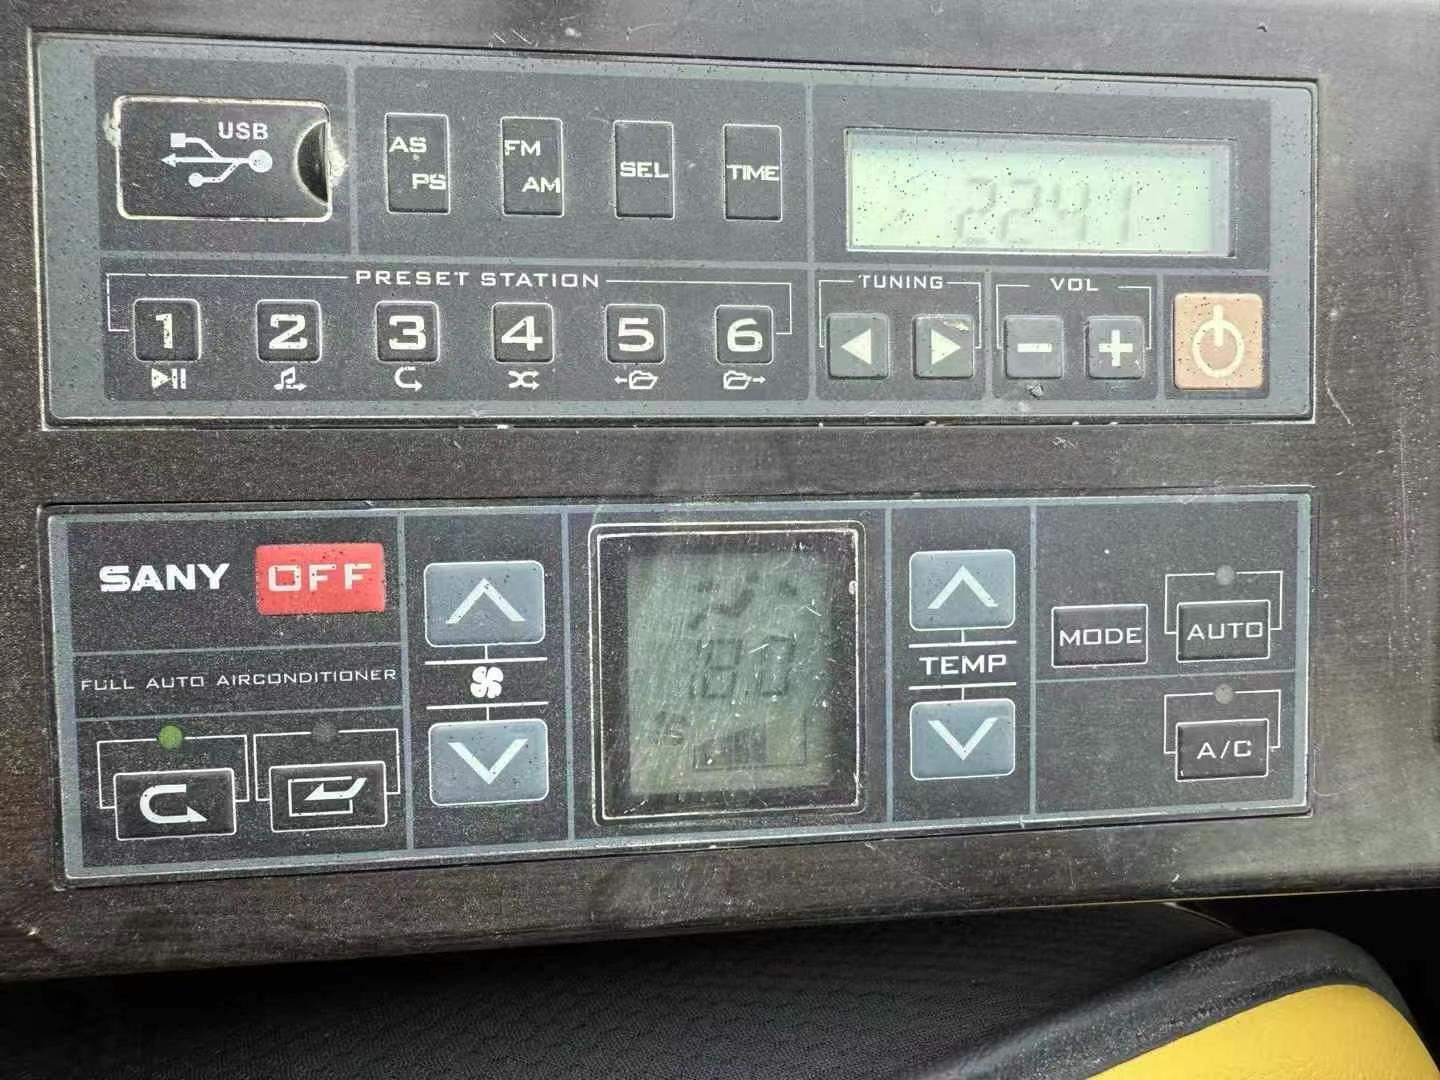 USB
AS
PS
FM
AM
SEL
TIME
2241
PRESET STATION
1 2 3 4 5 6
TUNING
VOL
- +
SANY OFF
FULL AUTO AIRCONDITIONER
18.0
TEMP
MODE
AUTO
A/C